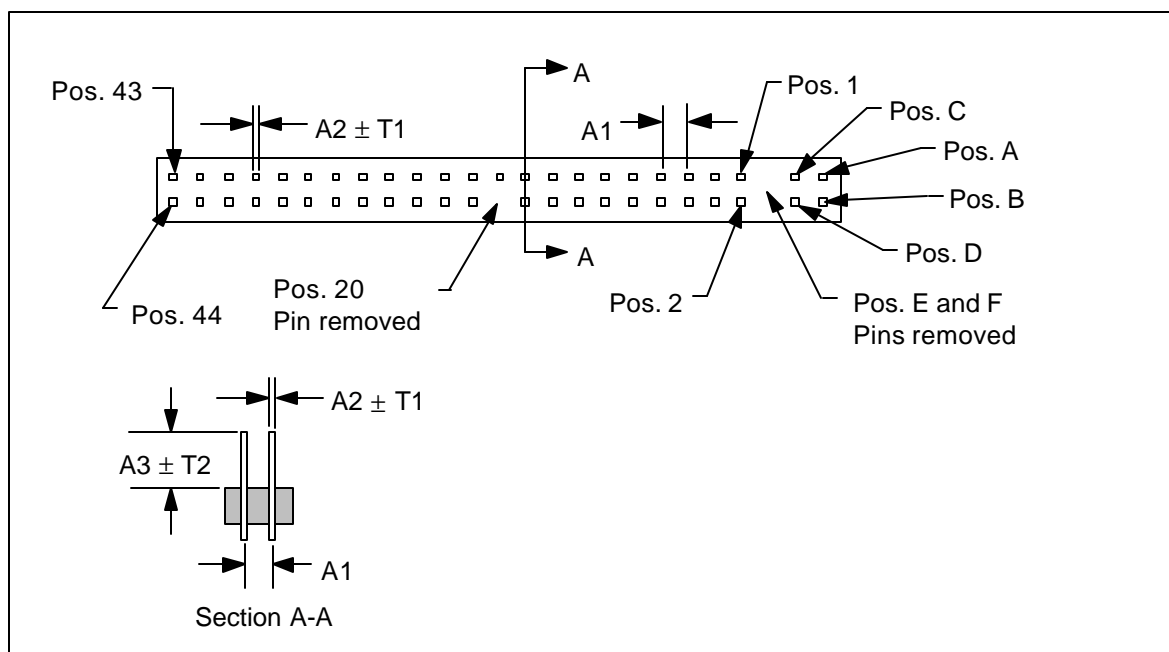 A
Pos. 1
Pos. 43
A2 ± T1
A1
Pos. C
Pos. A
Pos. B
Pos. D
A
Pos. 20
Pin removed
Pos. 2
Pos. E and F
Pins removed
Pos. 44
A2 ± T1
A3 ± T2
A1
Section A-A